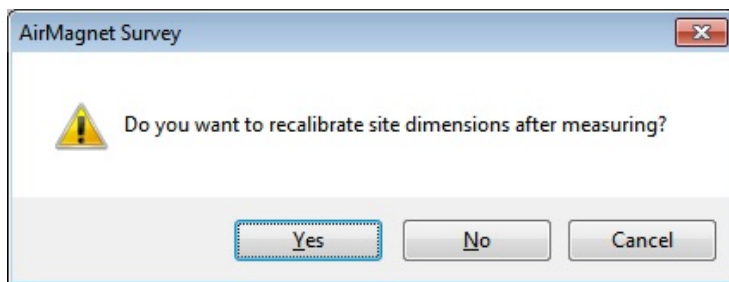 AirMagnet Survey
Do you want to recalibrate site dimensions after measuring?
Yes No Cancel